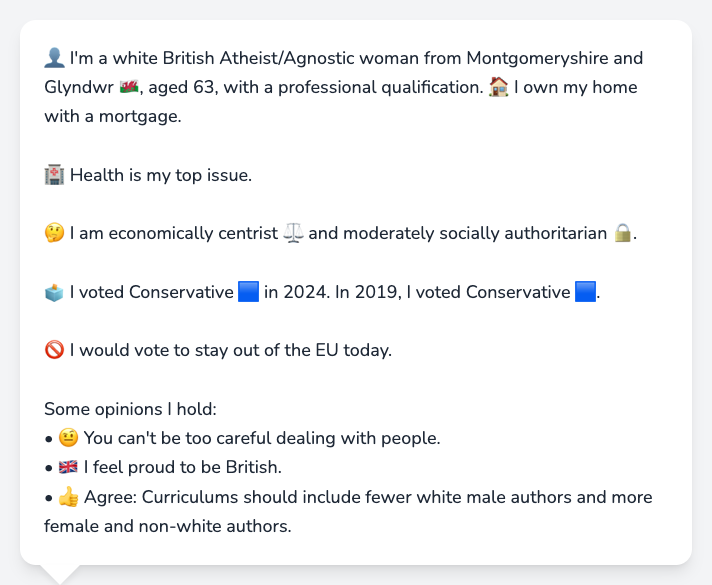 👤 I'm a white British Atheist/Agnostic woman from Montgomeryshire and
Glyndwr 🏴󠁧󠁢󠁷󠁬󠁳󠁿, aged 63, with a professional qualification. 🏠 I own my home
with a mortgage.
🏥 Health is my top issue.
🤔 I am economically centrist ⚖️ and moderately socially authoritarian 🔒.
🗳️ I voted Conservative 🟦 in 2024. In 2019, I voted Conservative 🟦.
🚫 I would vote to stay out of the EU today.
Some opinions I hold:
• 🤨 You can't be too careful dealing with people.
• 🇬🇧 I feel proud to be British.
• 👍 Agree: Curriculums should include fewer white male authors and more
female and non-white authors.